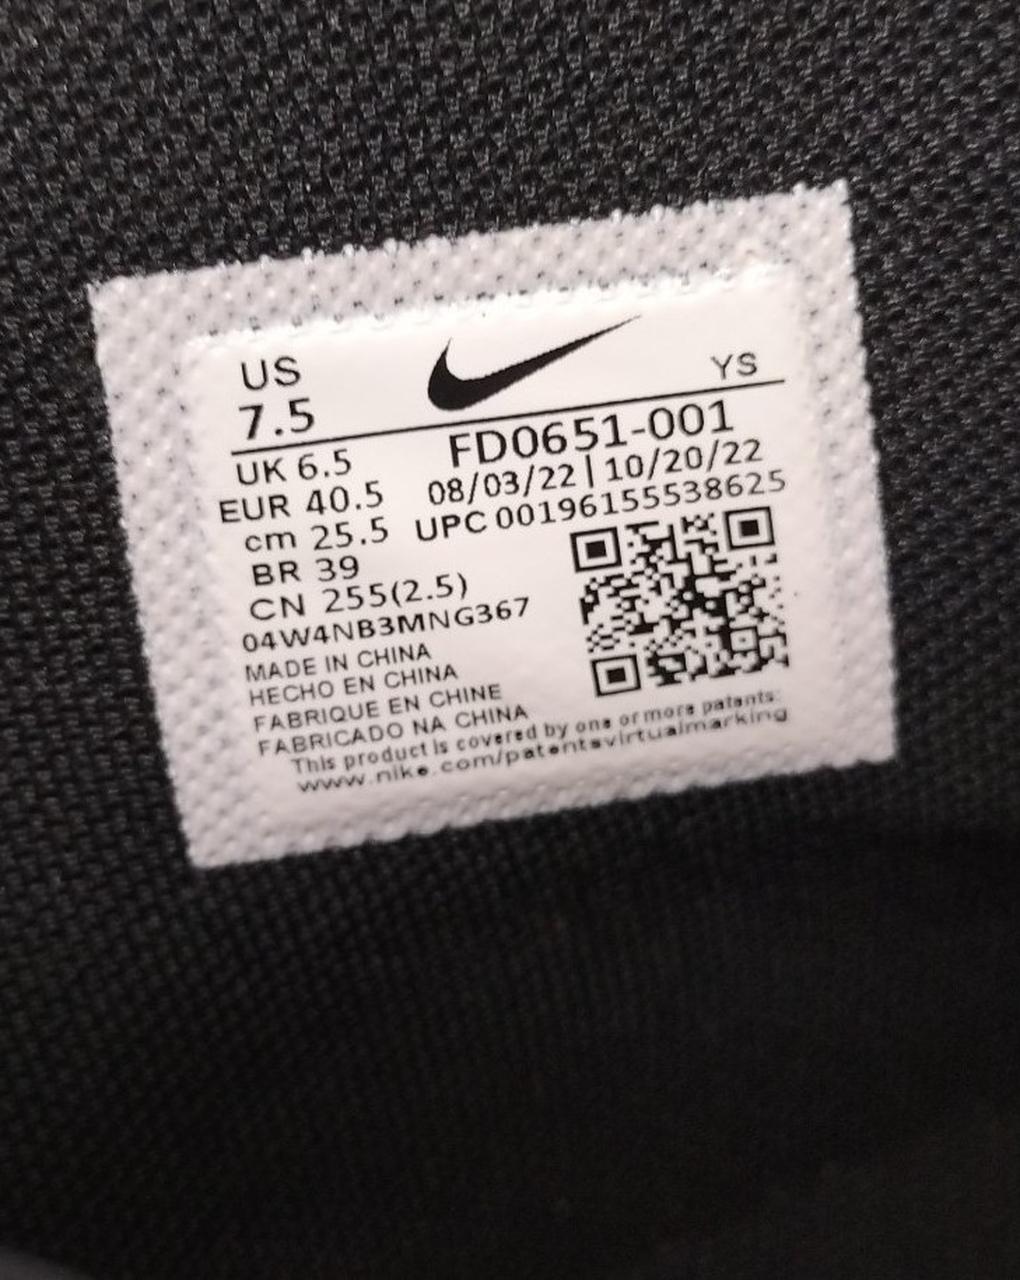 US
7.5
YS
UK 6.5
EUR 40.5
cm 25.5
BR 39
CN 255(2.5)
FD0651-001
08/03/22 | 10/20/22
UPC 00196155538625
04W4NB3MNG367
MADE IN CHINA
HECHO EN CHINA
FABRIQUE EN CHINE
FABRICADO NA CHINA
This product is covered by one or more patents:
www.nike.com/patentsvirtualmarking